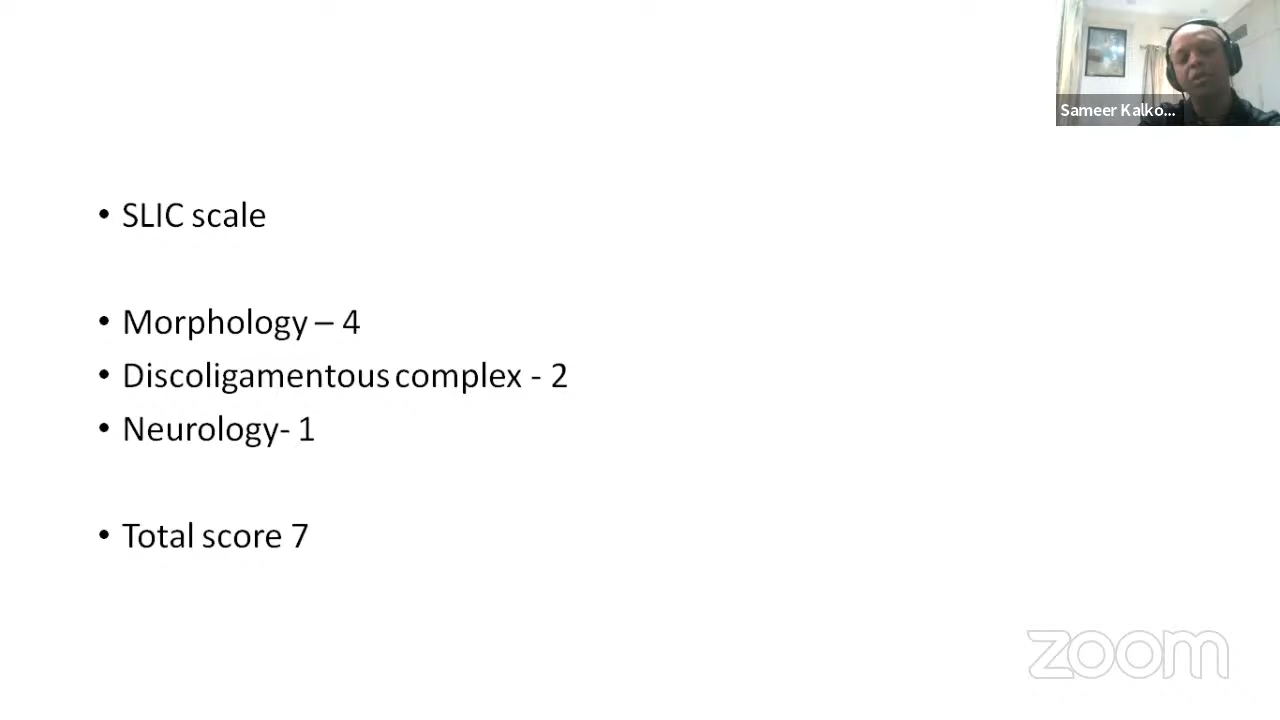 Sameer Kalko...
• SLIC scale
• Morphology – 4
• Discoligamentous complex - 2
• Neurology- 1
• Total score 7
zoom